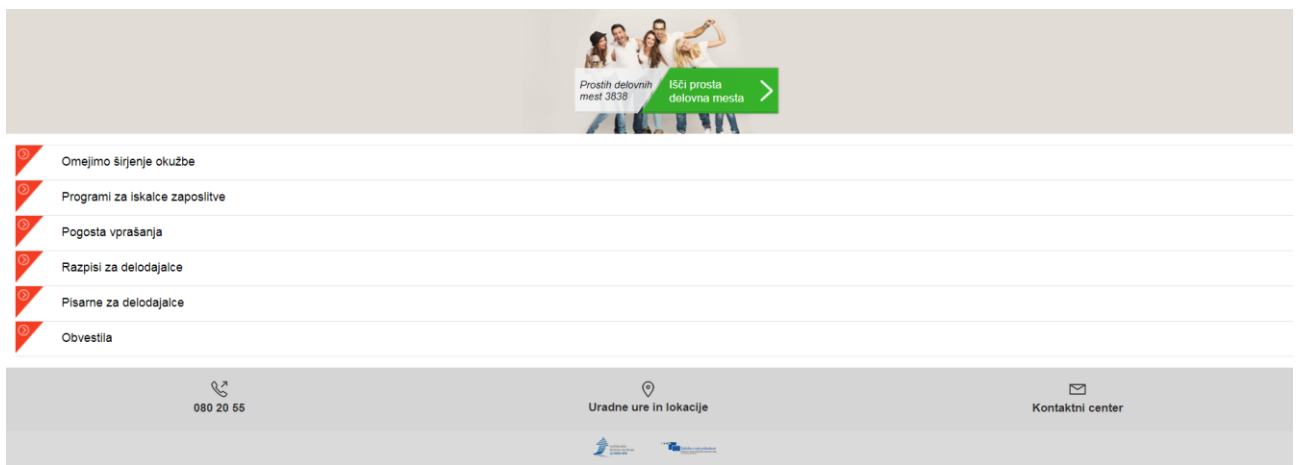 Prostih delovnih
mest 3838
Išči prosta
delovna mesta
Omejimo širjenje okužbe
Programi za iskalce zaposlitve
Pogosta vprašanja
Razpisi za delodajalce
Pisarne za delodajalce
Obvestila
080 20 55
Uradne ure in lokacije
Kontaktni center